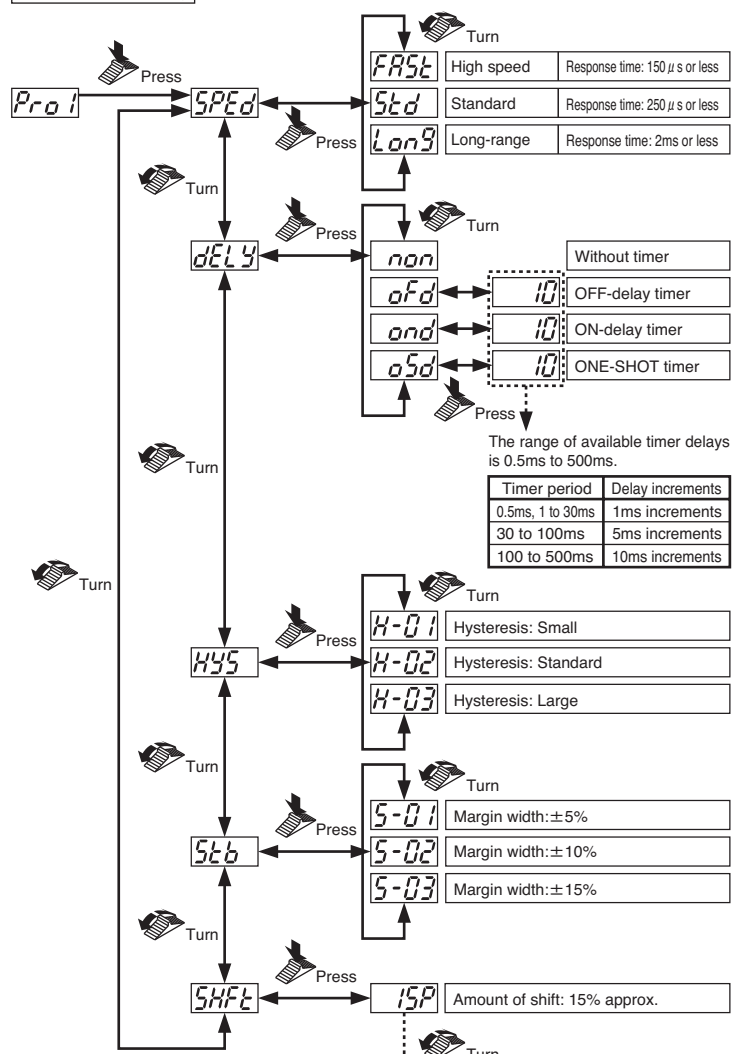 Turn
Press
FASt High speed Response time: 150 μ s or less
Pro1 SPEd Std Standard Response time: 250 μ s or less
Press
Long Long-range Response time: 2ms or less
Turn
Press
Turn
dELY non Without timer
oFd 10 OFF-delay timer
ond 10 ON-delay timer
oSd 10 ONE-SHOT timer
Press
The range of available timer delays
is 0.5ms to 500ms.
Turn
Timer period Delay increments
0.5ms, 1 to 30ms 1ms increments
30 to 100ms 5ms increments
100 to 500ms 10ms increments
Turn
Turn
Press
H-01 Hysteresis: Small
HYS H-02 Hysteresis: Standard
H-03 Hysteresis: Large
Turn
Turn
Press
S-01 Margin width:±5%
Stb S-02 Margin width:±10%
S-03 Margin width:±15%
Turn
Press
SHFt 15P Amount of shift: 15% approx.
Turn